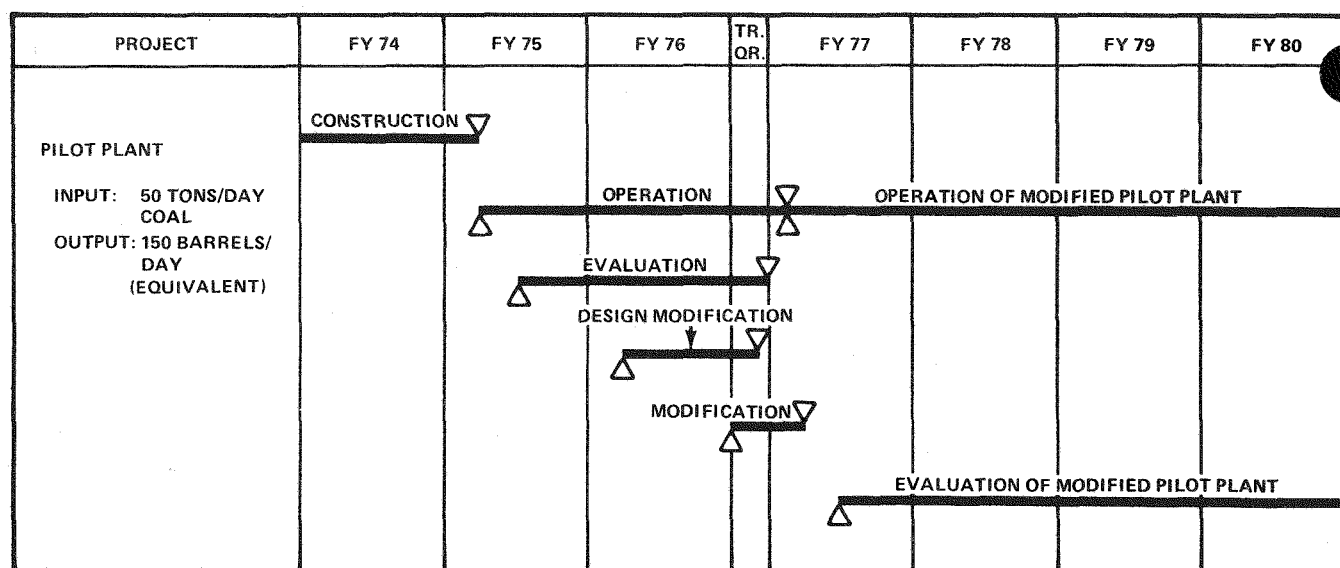 PROJECT FY 74 FY 75 FY 76 TR. QR. FY 77 FY 78 FY 79 FY 80
CONSTRUCTION
PILOT PLANT
INPUT: 50 TONS/DAY
COAL
OUTPUT: 150 BARRELS/
DAY
(EQUIVALENT)
OPERATION
OPERATION OF MODIFIED PILOT PLANT
EVALUATION
DESIGN MODIFICATION
MODIFICATION
EVALUATION OF MODIFIED PILOT PLANT